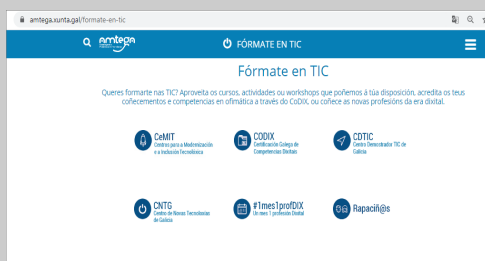 amtega.xunta.gal/formate-en-tic
amtega
FÓRMATE EN TIC
Fórmate en TIC
Queres formarte nas TIC? Aproveita os cursos, actividades ou workshops que poñemos á túa disposición, acredita os teus
coñecementos e competencias en ofimática a través do CoDIX, ou coñece as novas profesións da era dixital.
CeMIT
Centros para a Modernización
e a Inclusión Tecnolóxica
CODIX
Certificación Galega de
Competencias Dixitais
CDTIC
Centro Demostrador TIC de
Galicia
CNTG
Centro de Novas Tecnoloxías
de Galicia
#1mes1profDIX
Un mes 1 profesión Dixital
Rapaciñ@s